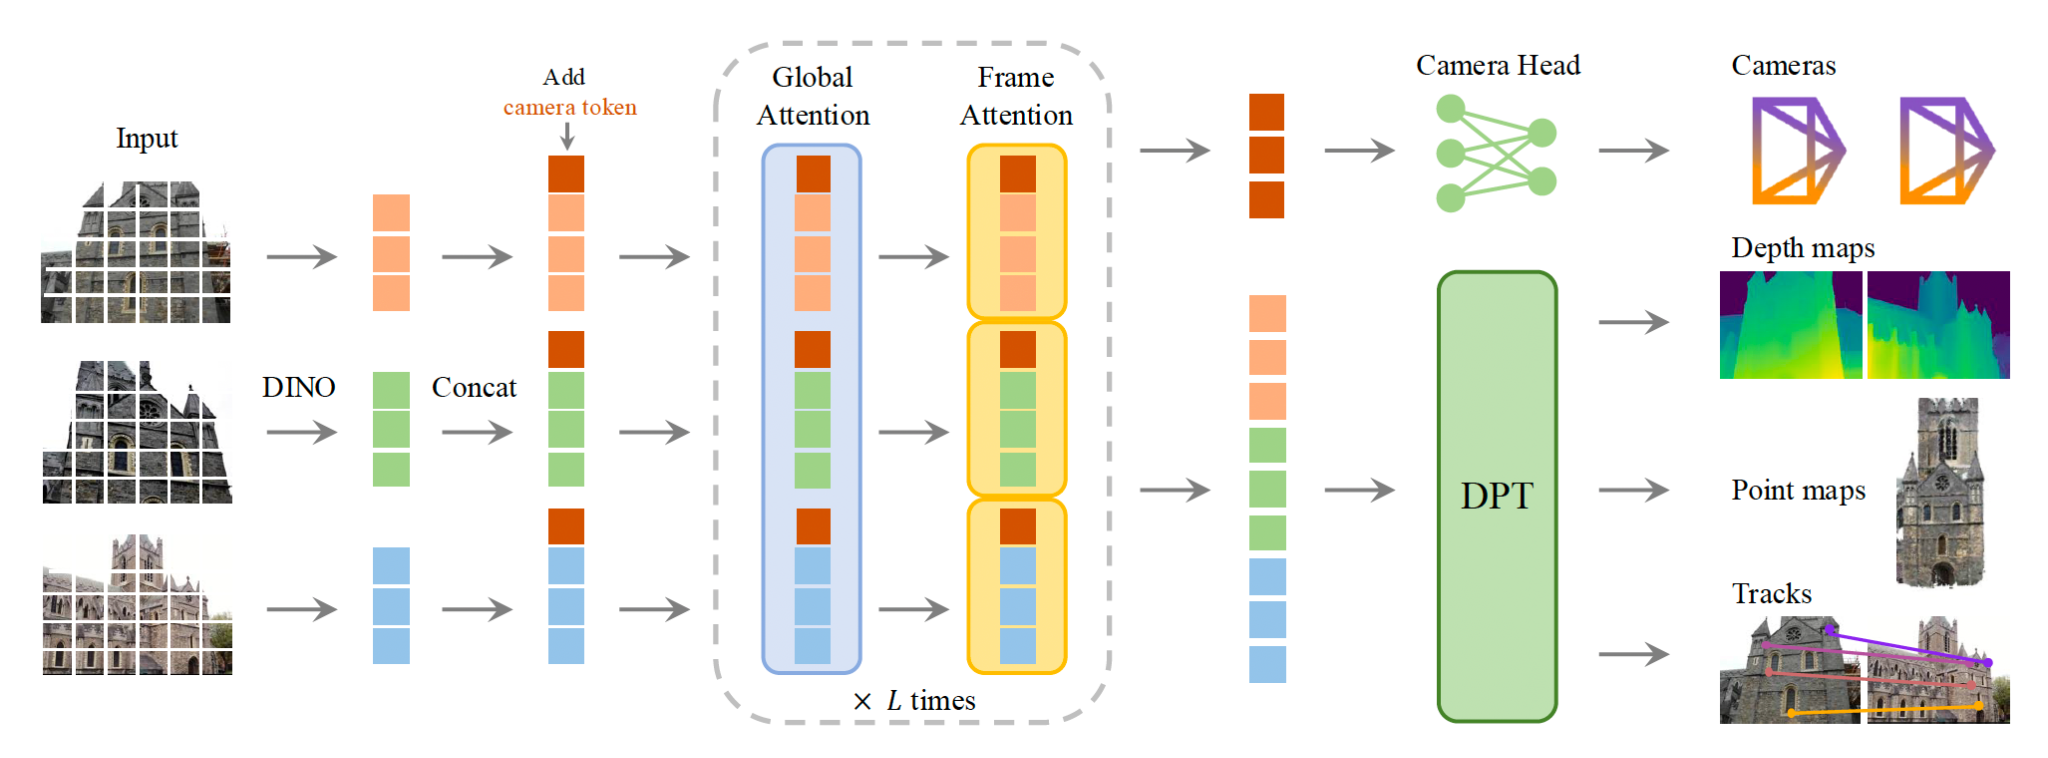 Input
DINO
Concat
Add
camera token
Global
Attention
Frame
Attention
× L times
Camera Head
DPT
Cameras
Depth maps
Point maps
Tracks